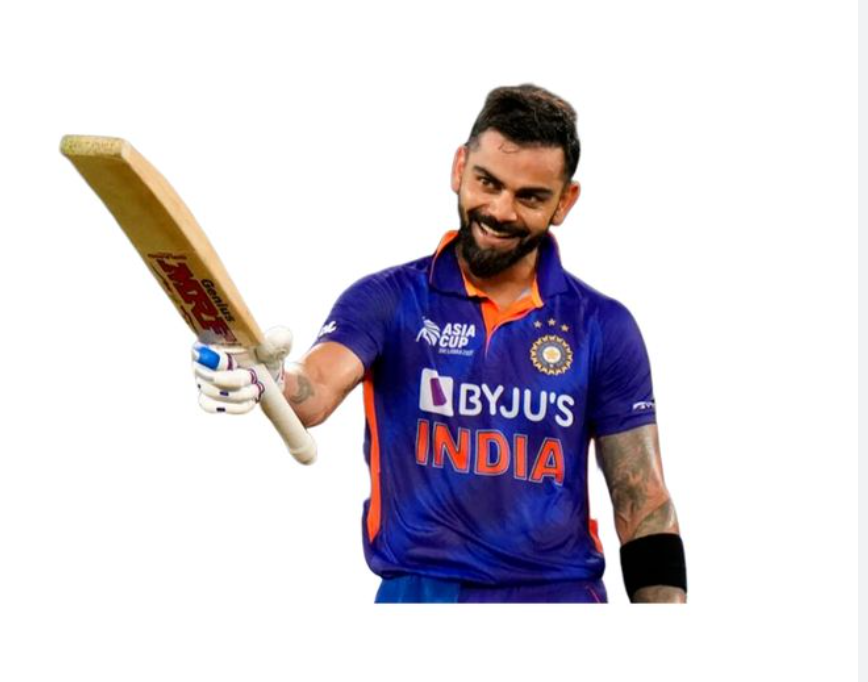 Genius
MRF
ASIA
CUP
BYJU'S
INDIA